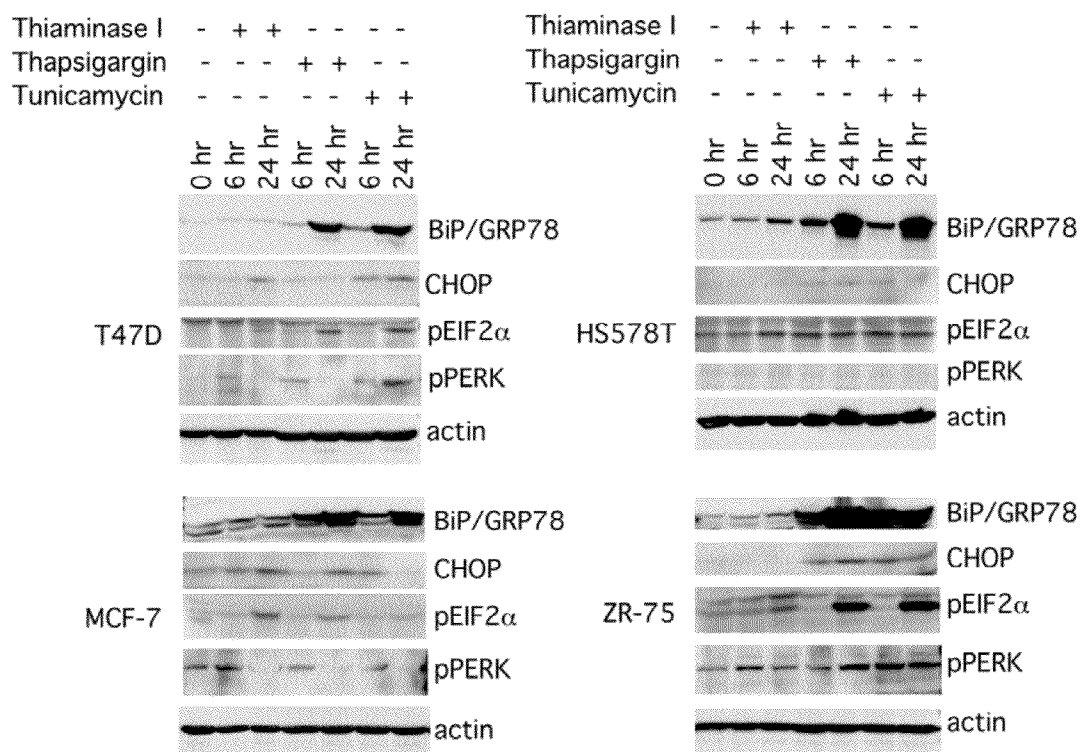 Thiaminase I - + + - - - -
Thapsigargin - - - + + - -
Tunicamycin - - - - - + +
0 hr 6 hr 24 hr 6 hr 24 hr 6 hr 24 hr
BiP/GRP78
CHOP
T47D pEIF2α
pPERK
actin
Thiaminase I - + + - - - -
Thapsigargin - - - + + - -
Tunicamycin - - - - - + +
0 hr 6 hr 24 hr 6 hr 24 hr 6 hr 24 hr
BiP/GRP78
CHOP
HS578T pEIF2α
pPERK
actin
BiP/GRP78
CHOP
MCF-7 pEIF2α
pPERK
actin
BiP/GRP78
CHOP
ZR-75 pEIF2α
pPERK
actin